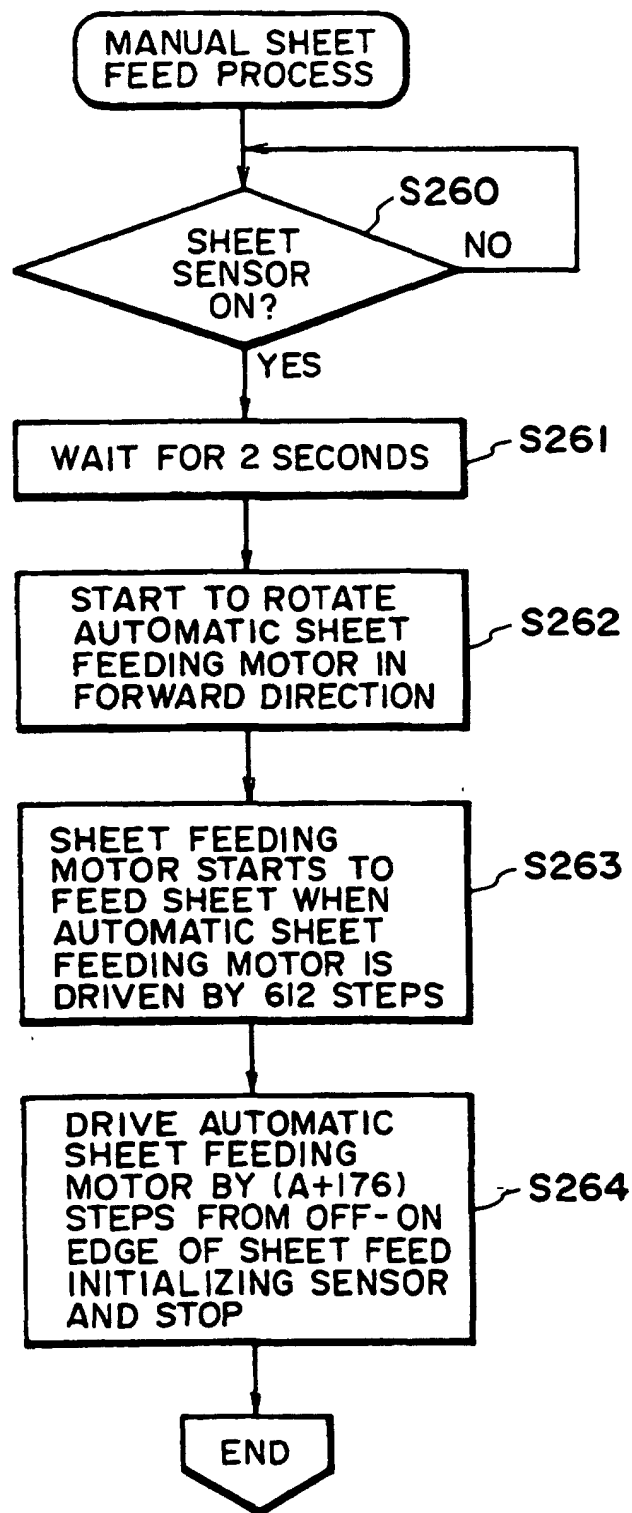 MANUAL SHEET
FEED PROCESS
S260
SHEET
SENSOR
ON?
NO
YES
WAIT FOR 2 SECONDS
S261
START TO ROTATE
AUTOMATIC SHEET
FEEDING MOTOR IN
FORWARD DIRECTION
S262
SHEET FEEDING
MOTOR STARTS TO
FEED SHEET WHEN
AUTOMATIC SHEET
FEEDING MOTOR IS
DRIVEN BY 612 STEPS
S263
DRIVE AUTOMATIC
SHEET FEEDING
MOTOR BY (A+176)
STEPS FROM OFF-ON
EDGE OF SHEET FEED
INITIALIZING SENSOR
AND STOP
S264
END